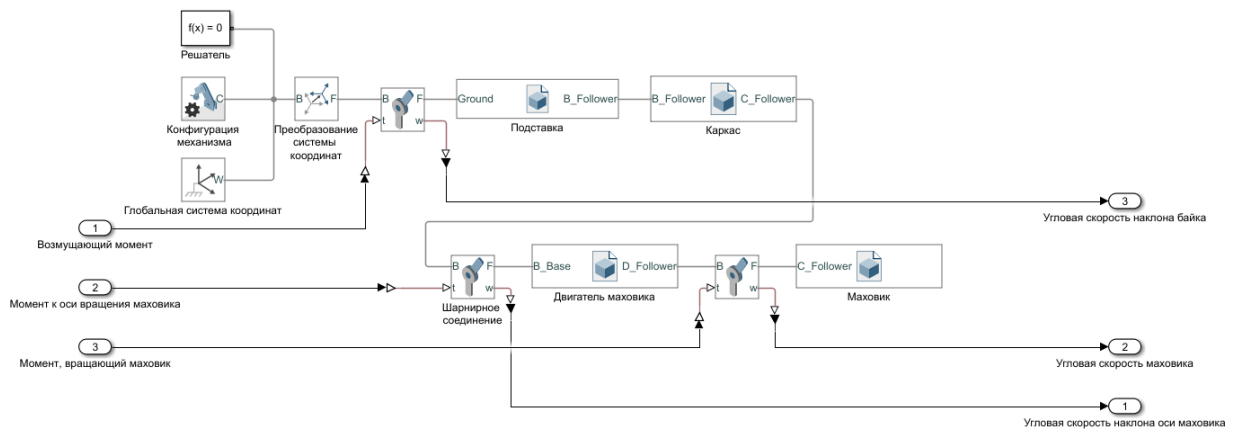 f(x) = 0
Решатель
C
Конфигурация
механизма
B F
Преобразование
системы
координат
B F
t w
Ground B_Follower
Подставка
B_Follower C_Follower
Каркас
W
Глобальная система координат
1
Возмущающий момент
3
Угловая скорость наклона байка
2
Момент к оси вращения маховика
B F
t w
Шарнирное
соединение
B_Base D_Follower
Двигатель маховика
B F
t w
C_Follower
Маховик
3
Момент, вращающий маховик
2
Угловая скорость маховика
1
Угловая скорость наклона оси маховика